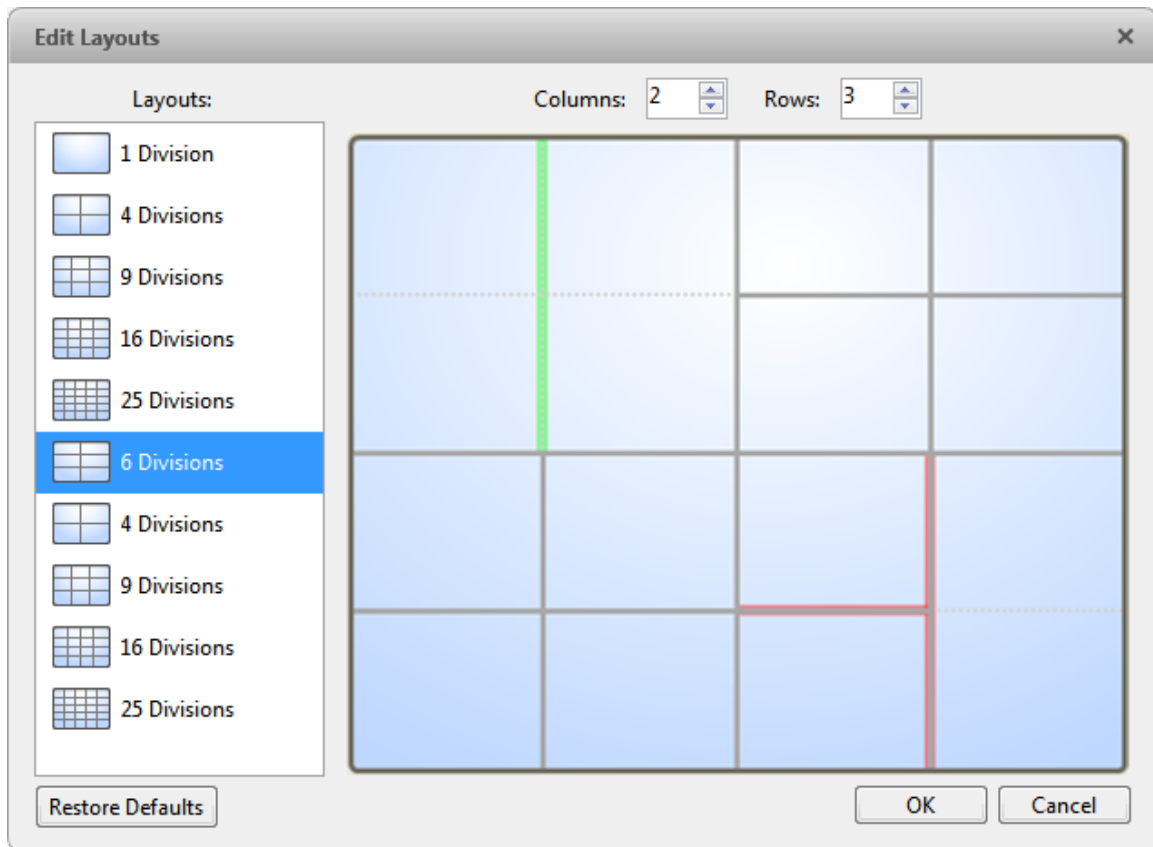 Edit Layouts
Layouts:
Columns: 2 Rows: 3
1 Division
4 Divisions
9 Divisions
16 Divisions
25 Divisions
6 Divisions
4 Divisions
9 Divisions
16 Divisions
25 Divisions
Restore Defaults
OK
Cancel